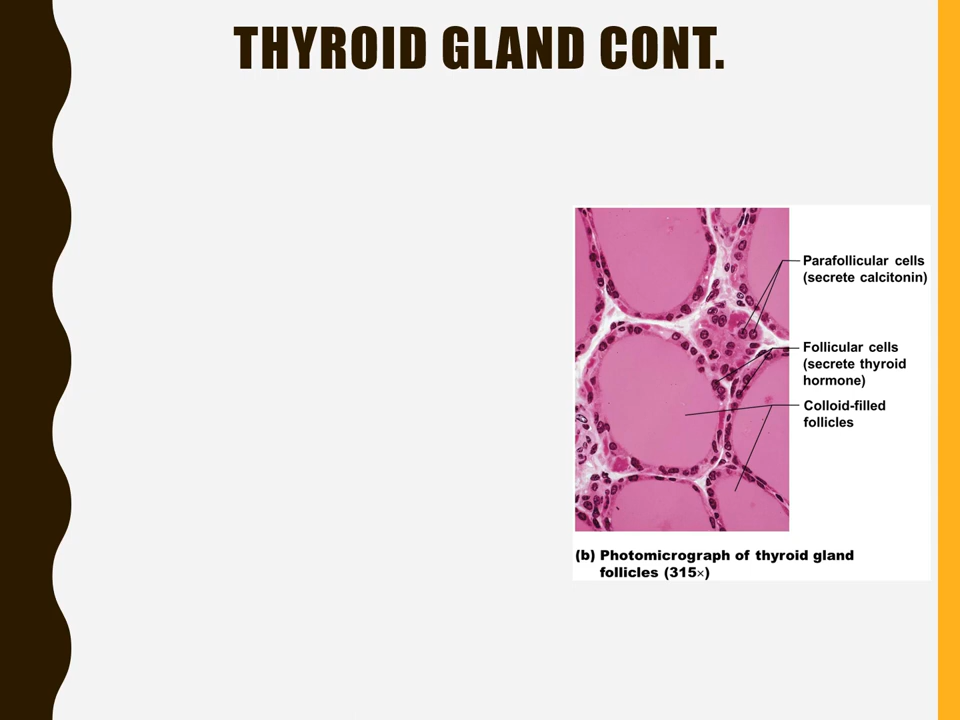 THYROID GLAND CONT.
Parafollicular cells
(secrete calcitonin)
Follicular cells
(secrete thyroid
hormone)
Colloid-filled
follicles
(b) Photomicrograph of thyroid gland
follicles (315×)